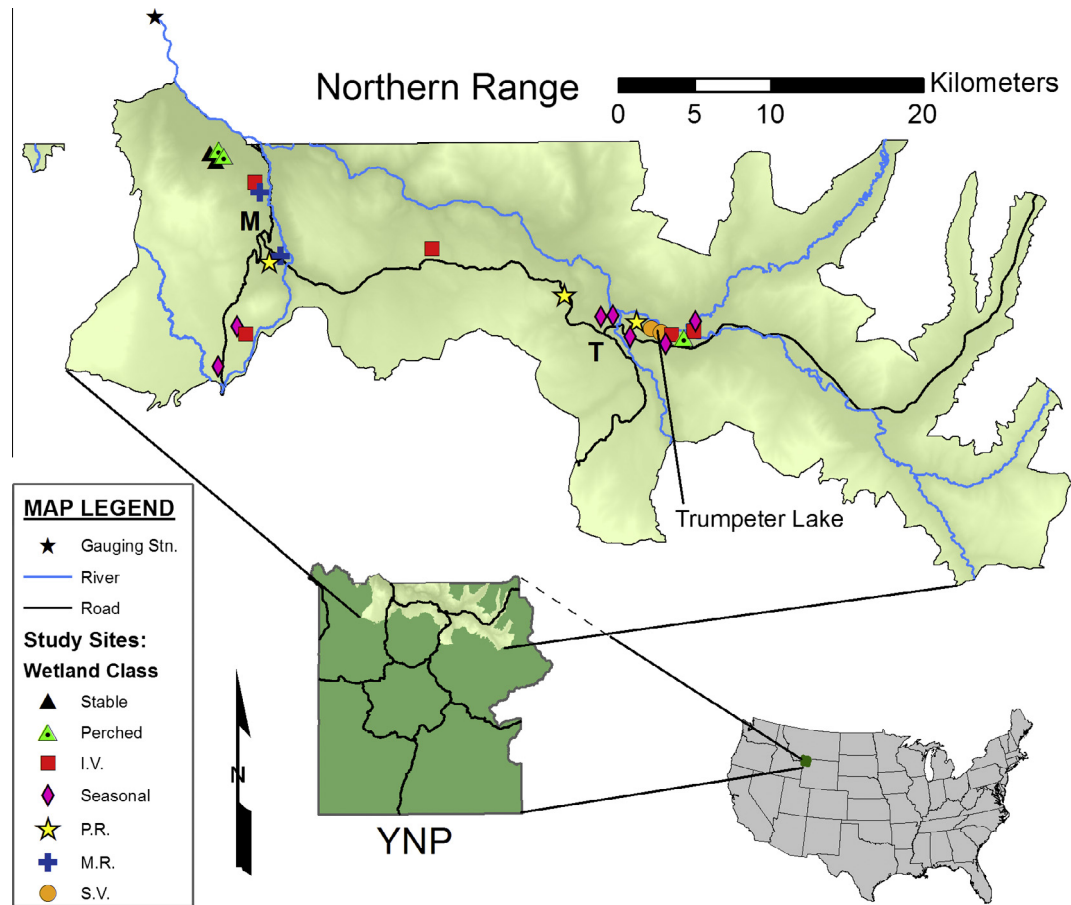 Northern Range
Kilometers
0 5 10 20
M
T
Trumpeter Lake
MAP LEGEND
Gauging Stn.
River
Road
Study Sites:
Wetland Class
Stable
Perched
I.V.
Seasonal
P.R.
M.R.
S.V.
N
YNP